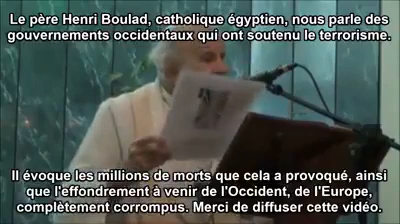 Le père Henri Boulad, catholique égyptien, nous parle des
gouvernements occidentaux qui ont soutenu le terrorisme.
Il évoque les millions de morts que cela a provoqué, ainsi
que l'effondrement à venir de l'Occident, de l'Europe,
complètement corrompus. Merci de diffuser cette vidéo.